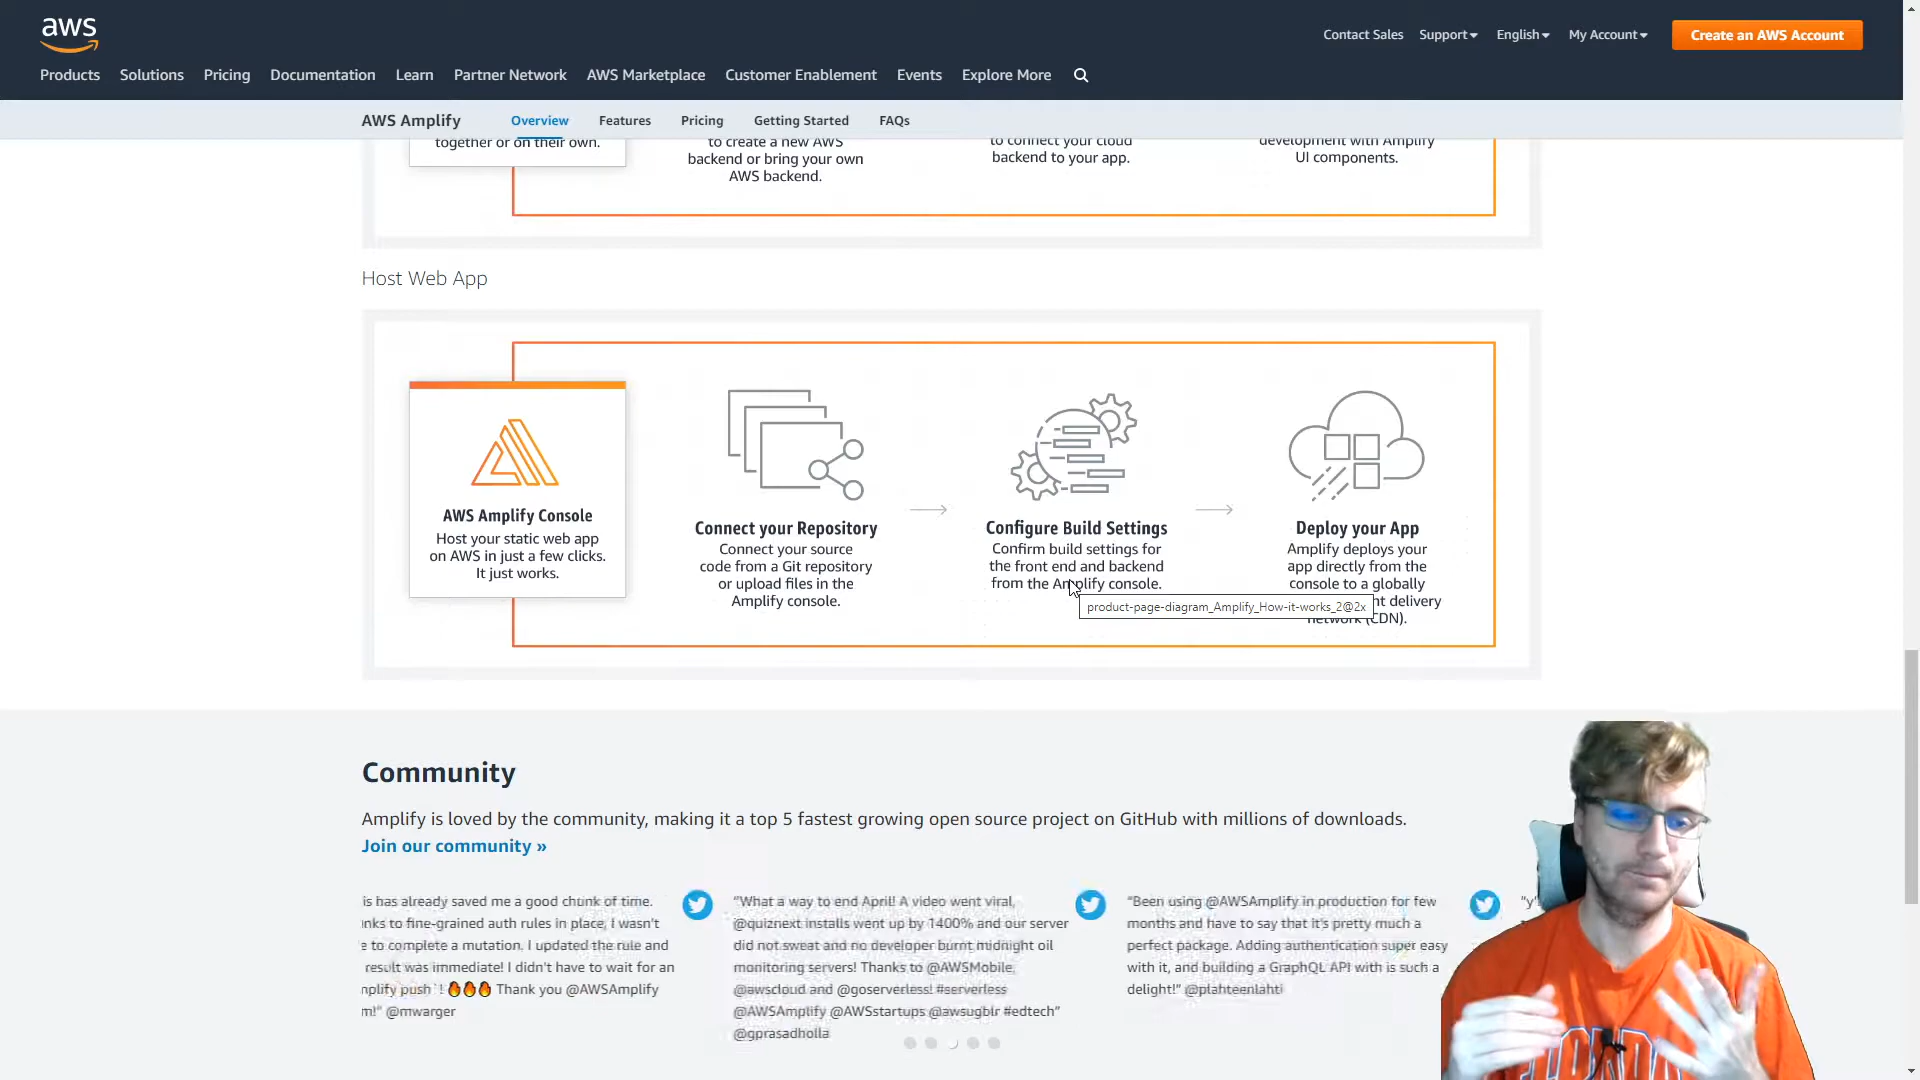 aws
Contact Sales Support English My Account Create an AWS Account
Products Solutions Pricing Documentation Learn Partner Network AWS Marketplace Customer Enablement Events Explore More
AWS Amplify Overview Features Pricing Getting Started FAQs
together or on their own.
to create a new AWS
backend or bring your own
AWS backend.
to connect your cloud
backend to your app.
development with Amplify
UI components.
Host Web App
AWS Amplify Console
Host your static web app
on AWS in just a few clicks.
It just works.
Connect your Repository
Connect your source
code from a Git repository
or upload files in the
Amplify console.
Configure Build Settings
Confirm build settings for
the front end and backend
from the Amplify console.
Deploy your App
Amplify deploys your
app directly from the
console to a globally
nt delivery
network (CDN).
product-page-diagram_Amplify_How-it-works_2@2x
Community
Amplify is loved by the community, making it a top 5 fastest growing open source project on GitHub with millions of downloads.
Join our community »
is has already saved me a good chunk of time.
nks to fine-grained auth rules in place, I wasn't
e to complete a mutation. I updated the rule and
result was immediate! I didn't have to wait for an
mplify push`! 🔥🔥🔥 Thank you @AWSAmplify
m!" @mwarger
"What a way to end April! A video went viral,
@quiznext installs went up by 1400% and our server
did not sweat and no developer burnt midnight oil
monitoring servers! Thanks to @AWSMobile,
@awscloud and @goserverless! #serverless
@AWSAmplify @AWSstartups @awsugblr #edtech"
@gprasadholla
"Been using @AWSAmplify in production for few
months and have to say that it's pretty much a
perfect package. Adding authentication super easy
with it, and building a GraphQL API with is such a
delight!" @plahteenlahti
"y